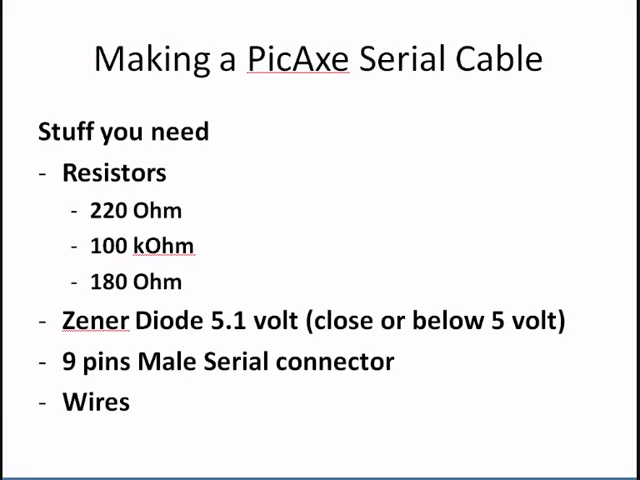 Making a PicAxe Serial Cable
Stuff you need
- Resistors
- 220 Ohm
- 100 kOhm
- 180 Ohm
- Zener Diode 5.1 volt (close or below 5 volt)
- 9 pins Male Serial connector
- Wires